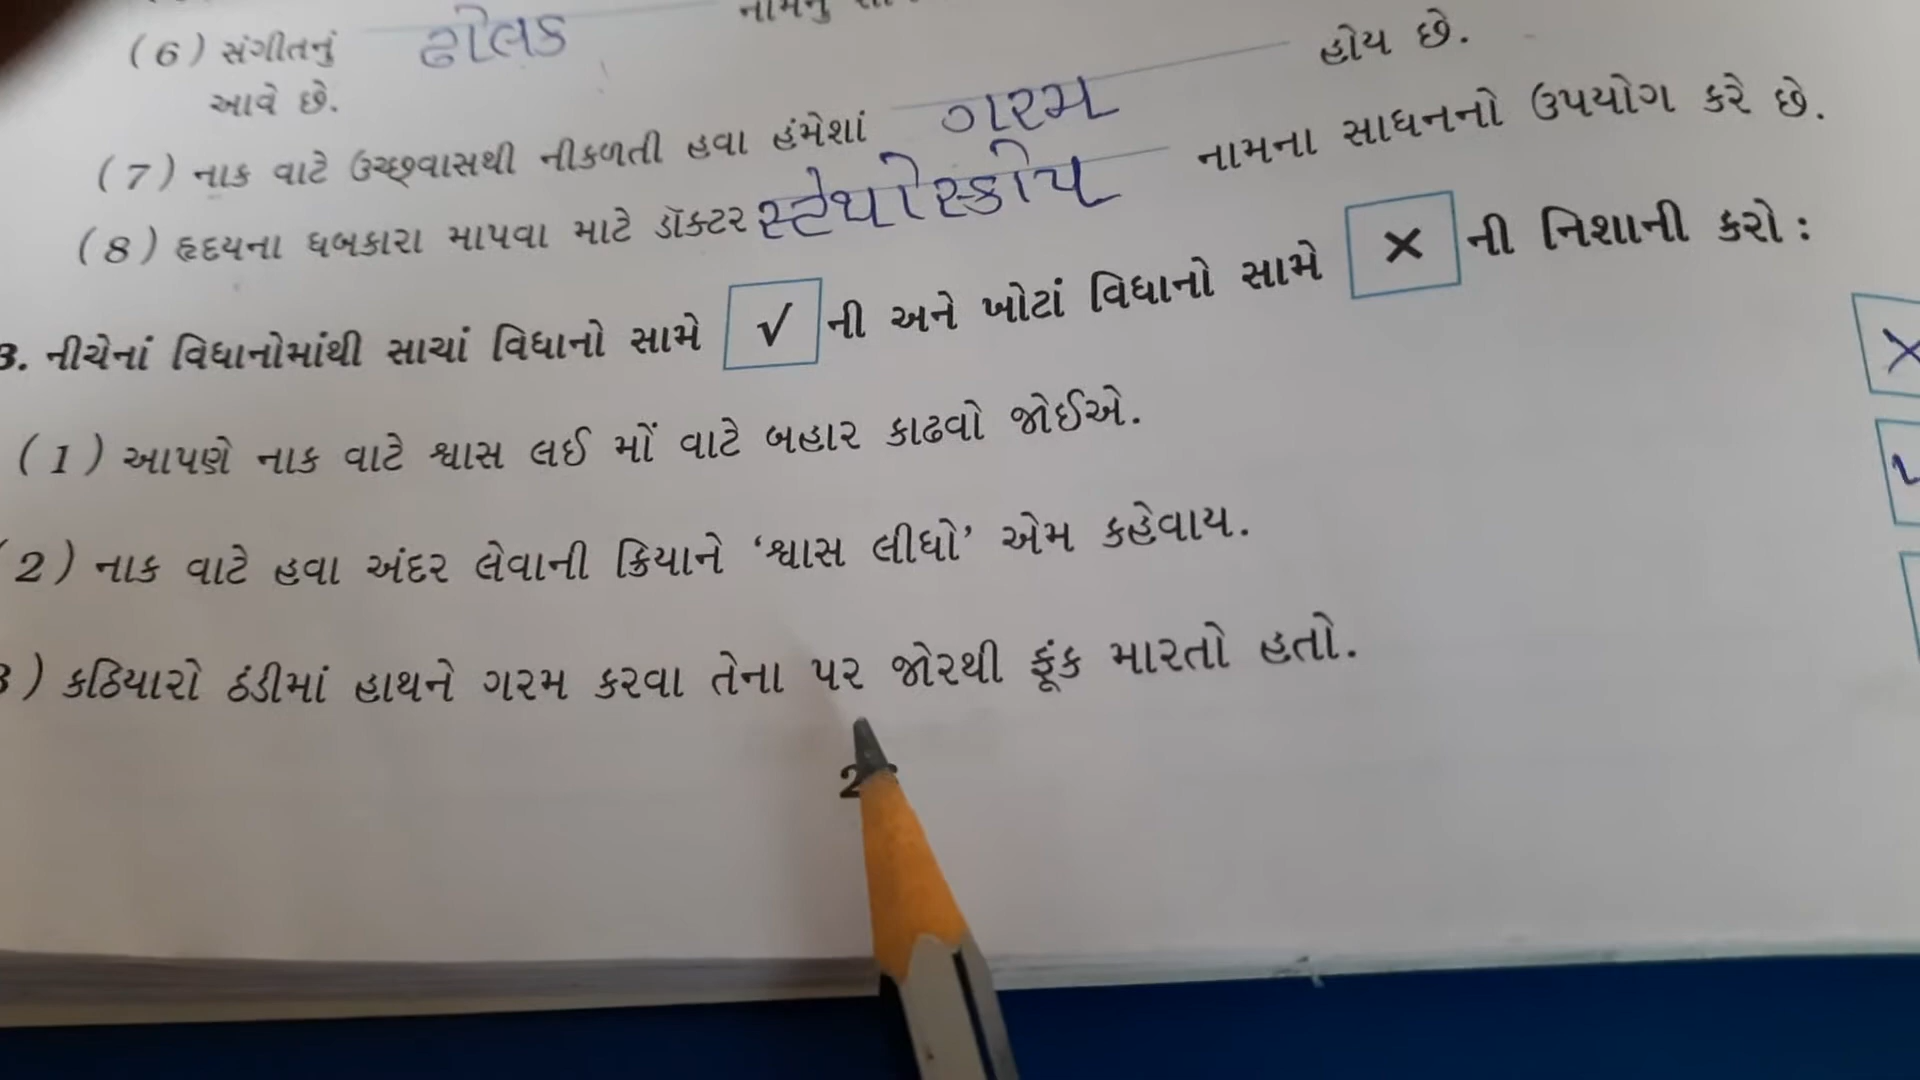 (6) સંગીતનું ઢોલક નામનું
આવે છે.
(7) નાક વાટે ઉચ્છ્વાસથી નીકળતી હવા હંમેશાં ગરમ હોય છે.
(8) હૃદયના ધબકારા માપવા માટે ડૉક્ટર સ્ટેથોસ્કોપ નામના સાધનનો ઉપયોગ કરે છે.
3. નીચેનાં વિધાનોમાંથી સાચાં વિધાનો સામે √ ની અને ખોટાં વિધાનો સામે × ની નિશાની કરો :
(1) આપણે નાક વાટે શ્વાસ લઈ મોં વાટે બહાર કાઢવો જોઈએ. ×
2) નાક વાટે હવા અંદર લેવાની ક્રિયાને ‘શ્વાસ લીધો’ એમ કહેવાય.
3) કઠિયારો ઠંડીમાં હાથને ગરમ કરવા તેના પર જોરથી ફૂંક મારતો હતો.